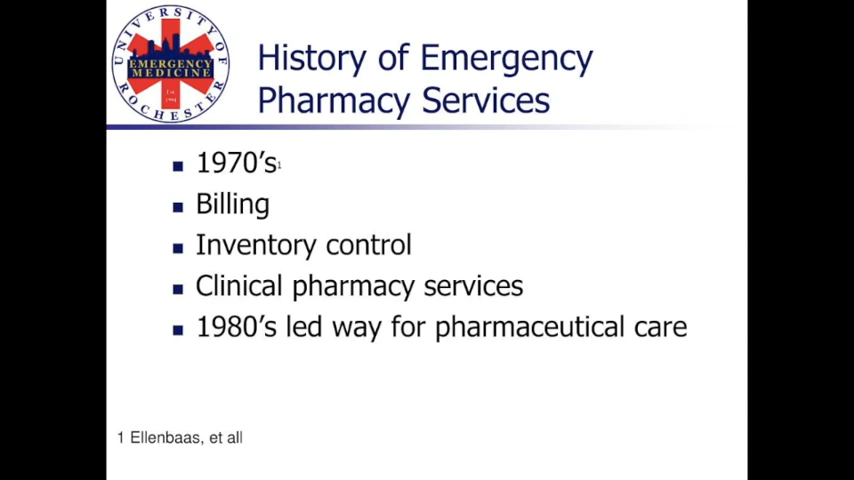 UNIVERSITY OF
ROCHESTER
EMERGENCY
MEDICINE
History of Emergency
Pharmacy Services
1970's1
Billing
Inventory control
Clinical pharmacy services
1980's led way for pharmaceutical care
1 Ellenbaas, et all